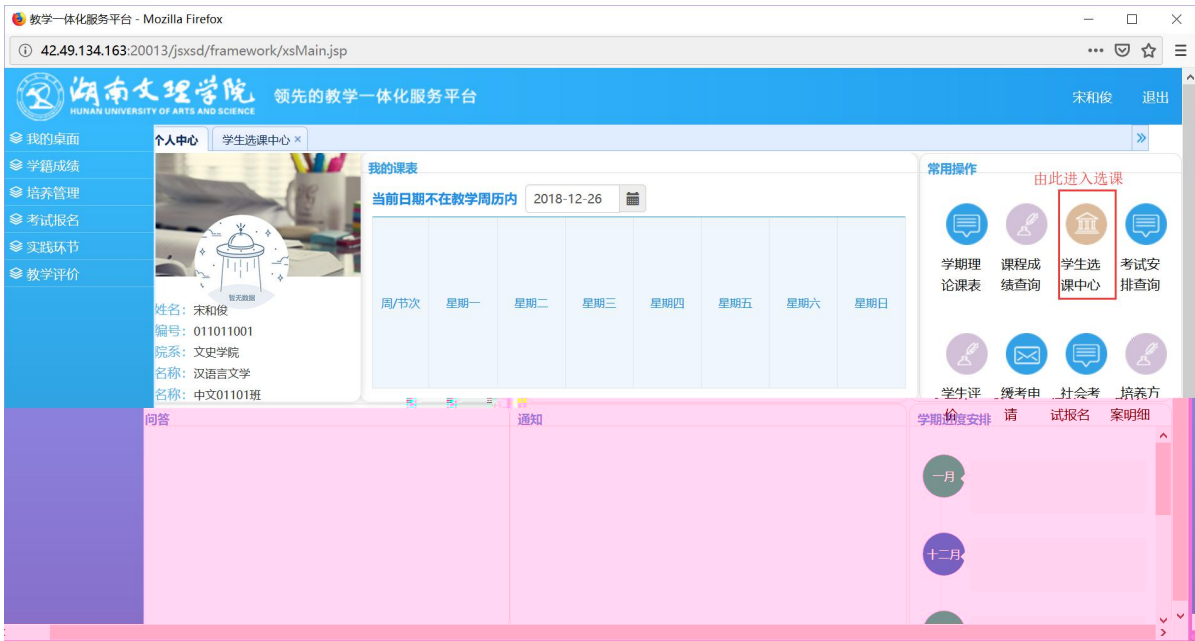 教学一体化服务平台 - Mozilla Firefox
42.49.134.163:20013/jsxsd/framework/xsMain.jsp
湖南文理学院
HUNAN UNIVERSITY OF ARTS AND SCIENCE
领先的教学一体化服务平台
宋和俊 退出
我的桌面
学籍成绩
培养管理
考试报名
实践环节
教学评价
个人中心 学生选课中心 ×
暂无数据
姓名：宋和俊
编号：011011001
院系：文史学院
名称：汉语言文学
名称：中文01101班
我的课表
当前日期不在教学周历内 2018-12-26
周/节次 星期一 星期二 星期三 星期四 星期五 星期六 星期日
常用操作
由此进入选课
学期理论课表
课程成绩查询
学生选课中心
考试安排查询
学生评价
缓考申请
社会考试报名
培养方案明细
问答
通知
学期进度安排
一月
十二月